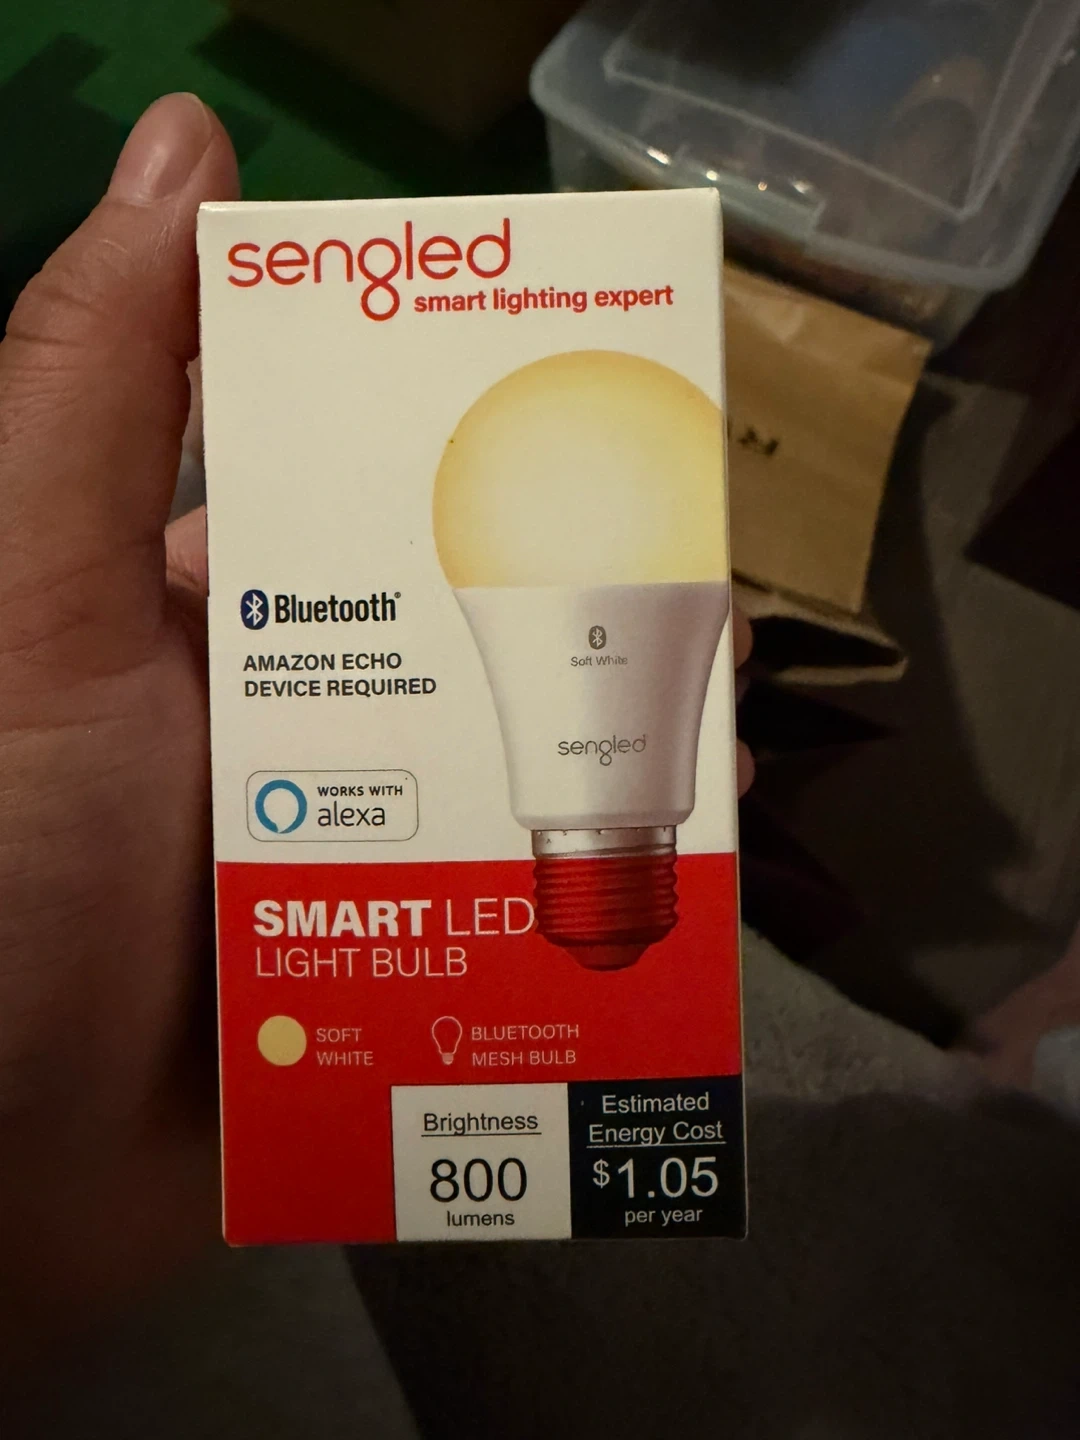 sengled
smart lighting expert
Bluetooth®
AMAZON ECHO
DEVICE REQUIRED
WORKS WITH
alexa
Soft White
sengled
SMART LED
LIGHT BULB
SOFT
WHITE
BLUETOOTH
MESH BULB
Brightness
800
lumens
Estimated
Energy Cost
$1.05
per year